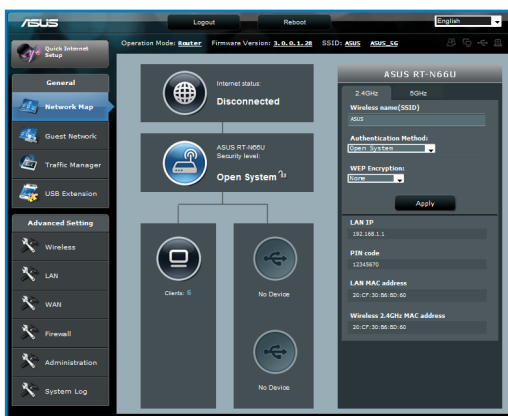 ASUS
Logout
Reboot
English
Quick Internet Setup
Operation Mode: Router Firmware Version: 3.0.0.1.28 SSID: ASUS ASUS_5G
General
Network Map
Guest Network
Traffic Manager
USB Extension
Advanced Setting
Wireless
LAN
WAN
Firewall
Administration
System Log
Internet status:
Disconnected
ASUS RT-N66U
Security level:
Open System
Clients: 6
No Device
No Device
ASUS RT-N66U
2.4GHz 5GHz
Wireless name(SSID)
ASUS
Authentication Method:
Open System
WEP Encryption:
None
Apply
LAN IP
192.168.1.1
PIN code
12345670
LAN MAC address
20:CF:30:B6:BD:60
Wireless 2.4GHz MAC address
20:CF:30:B6:BD:60